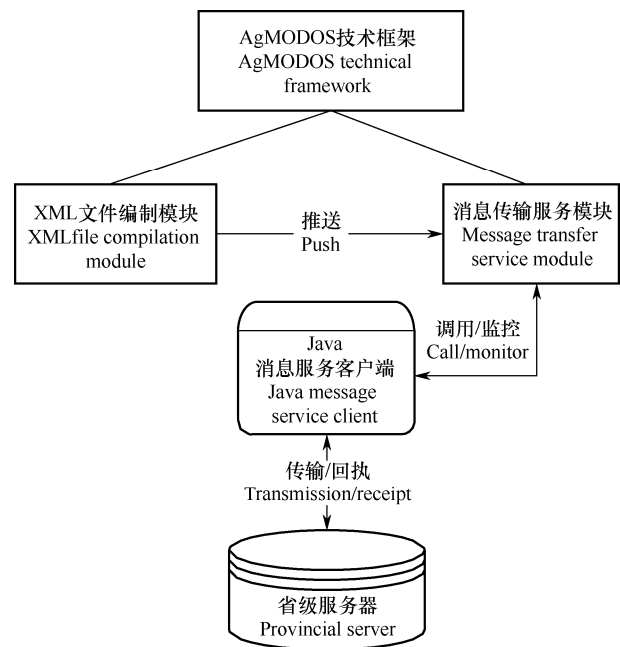 AgMODOS技术框架
AgMODOS technical
framework
XML文件编制模块
XMLfile compilation
module
推送
Push
消息传输服务模块
Message transfer
service module
调用/监控
Call/monitor
Java
消息服务客户端
Java message
service client
传输/回执
Transmission/receipt
省级服务器
Provincial server